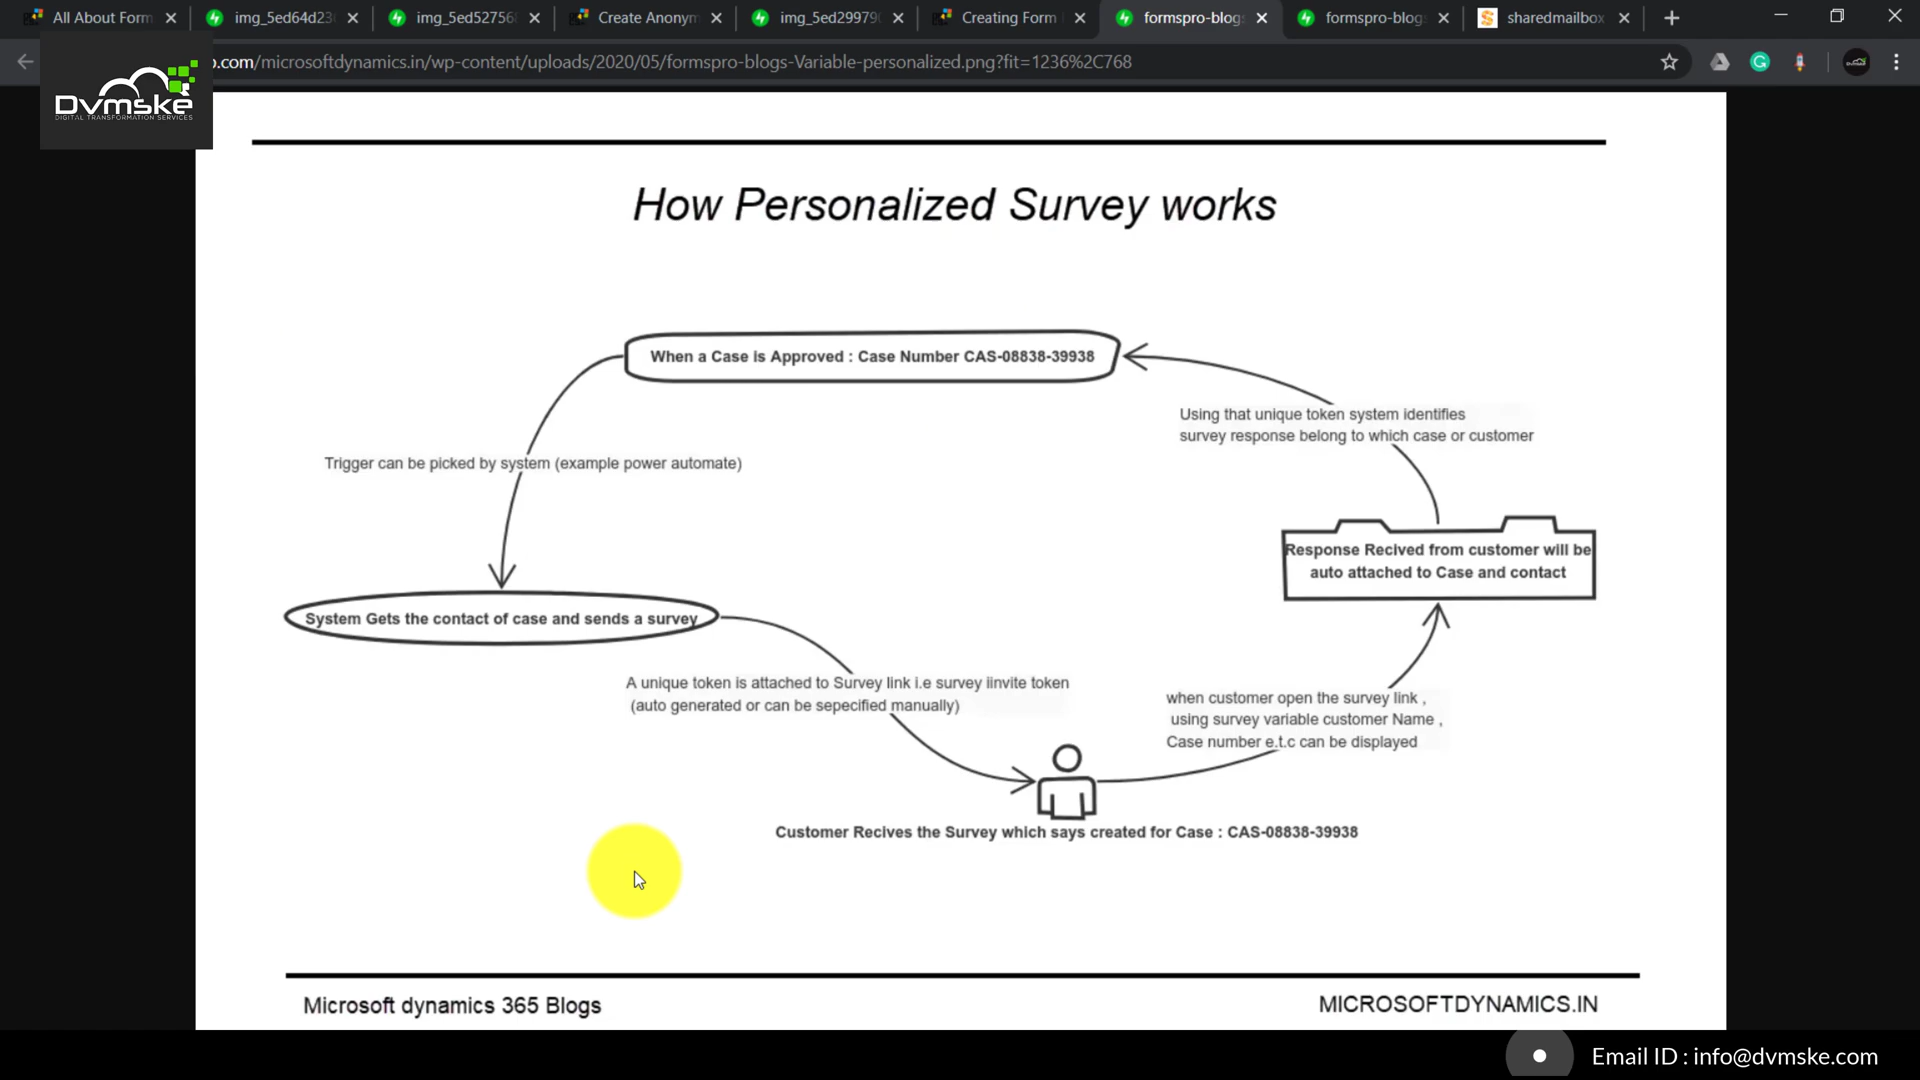 All About Form
img_5ed64d23
img_5ed5275
Create Anonym
img_5ed29979
Creating Form
formspro-blogs
formspro-blogs
sharedmailbox
p.com/microsoftdynamics.in/wp-content/uploads/2020/05/formspro-blogs-Variable-personalized.png?fit=1236%2C768
Dvmske
DIGITAL TRANSFORMATION SERVICES
How Personalized Survey works
When a Case is Approved : Case Number CAS-08838-39938
Using that unique token system identifies
survey response belong to which case or customer
Trigger can be picked by system (example power automate)
Response Recived from customer will be
auto attached to Case and contact
System Gets the contact of case and sends a survey
A unique token is attached to Survey link i.e survey iinvite token
(auto generated or can be sepecified manually)
when customer open the survey link ,
using survey variable customer Name ,
Case number e.t.c can be displayed
Customer Recives the Survey which says created for Case : CAS-08838-39938
Microsoft dynamics 365 Blogs
MICROSOFTDYNAMICS.IN
Email ID : info@dvmske.com